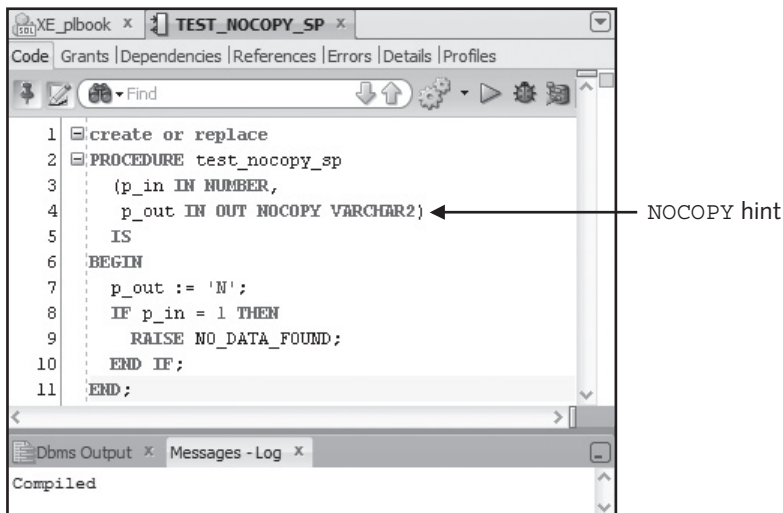 XE_plbook x TEST_NOCOPY_SP x
Code Grants |Dependencies |References |Errors |Details |Profiles
Find
1 create or replace
2 PROCEDURE test_nocopy_sp
3 (p_in IN NUMBER,
4 p_out IN OUT NOCOPY VARCHAR2)
NOCOPY hint
5 IS
6 BEGIN
7 p_out := 'N';
8 IF p_in = 1 THEN
9 RAISE NO_DATA_FOUND;
10 END IF;
11 END;
Dbms Output x Messages - Log x
Compiled